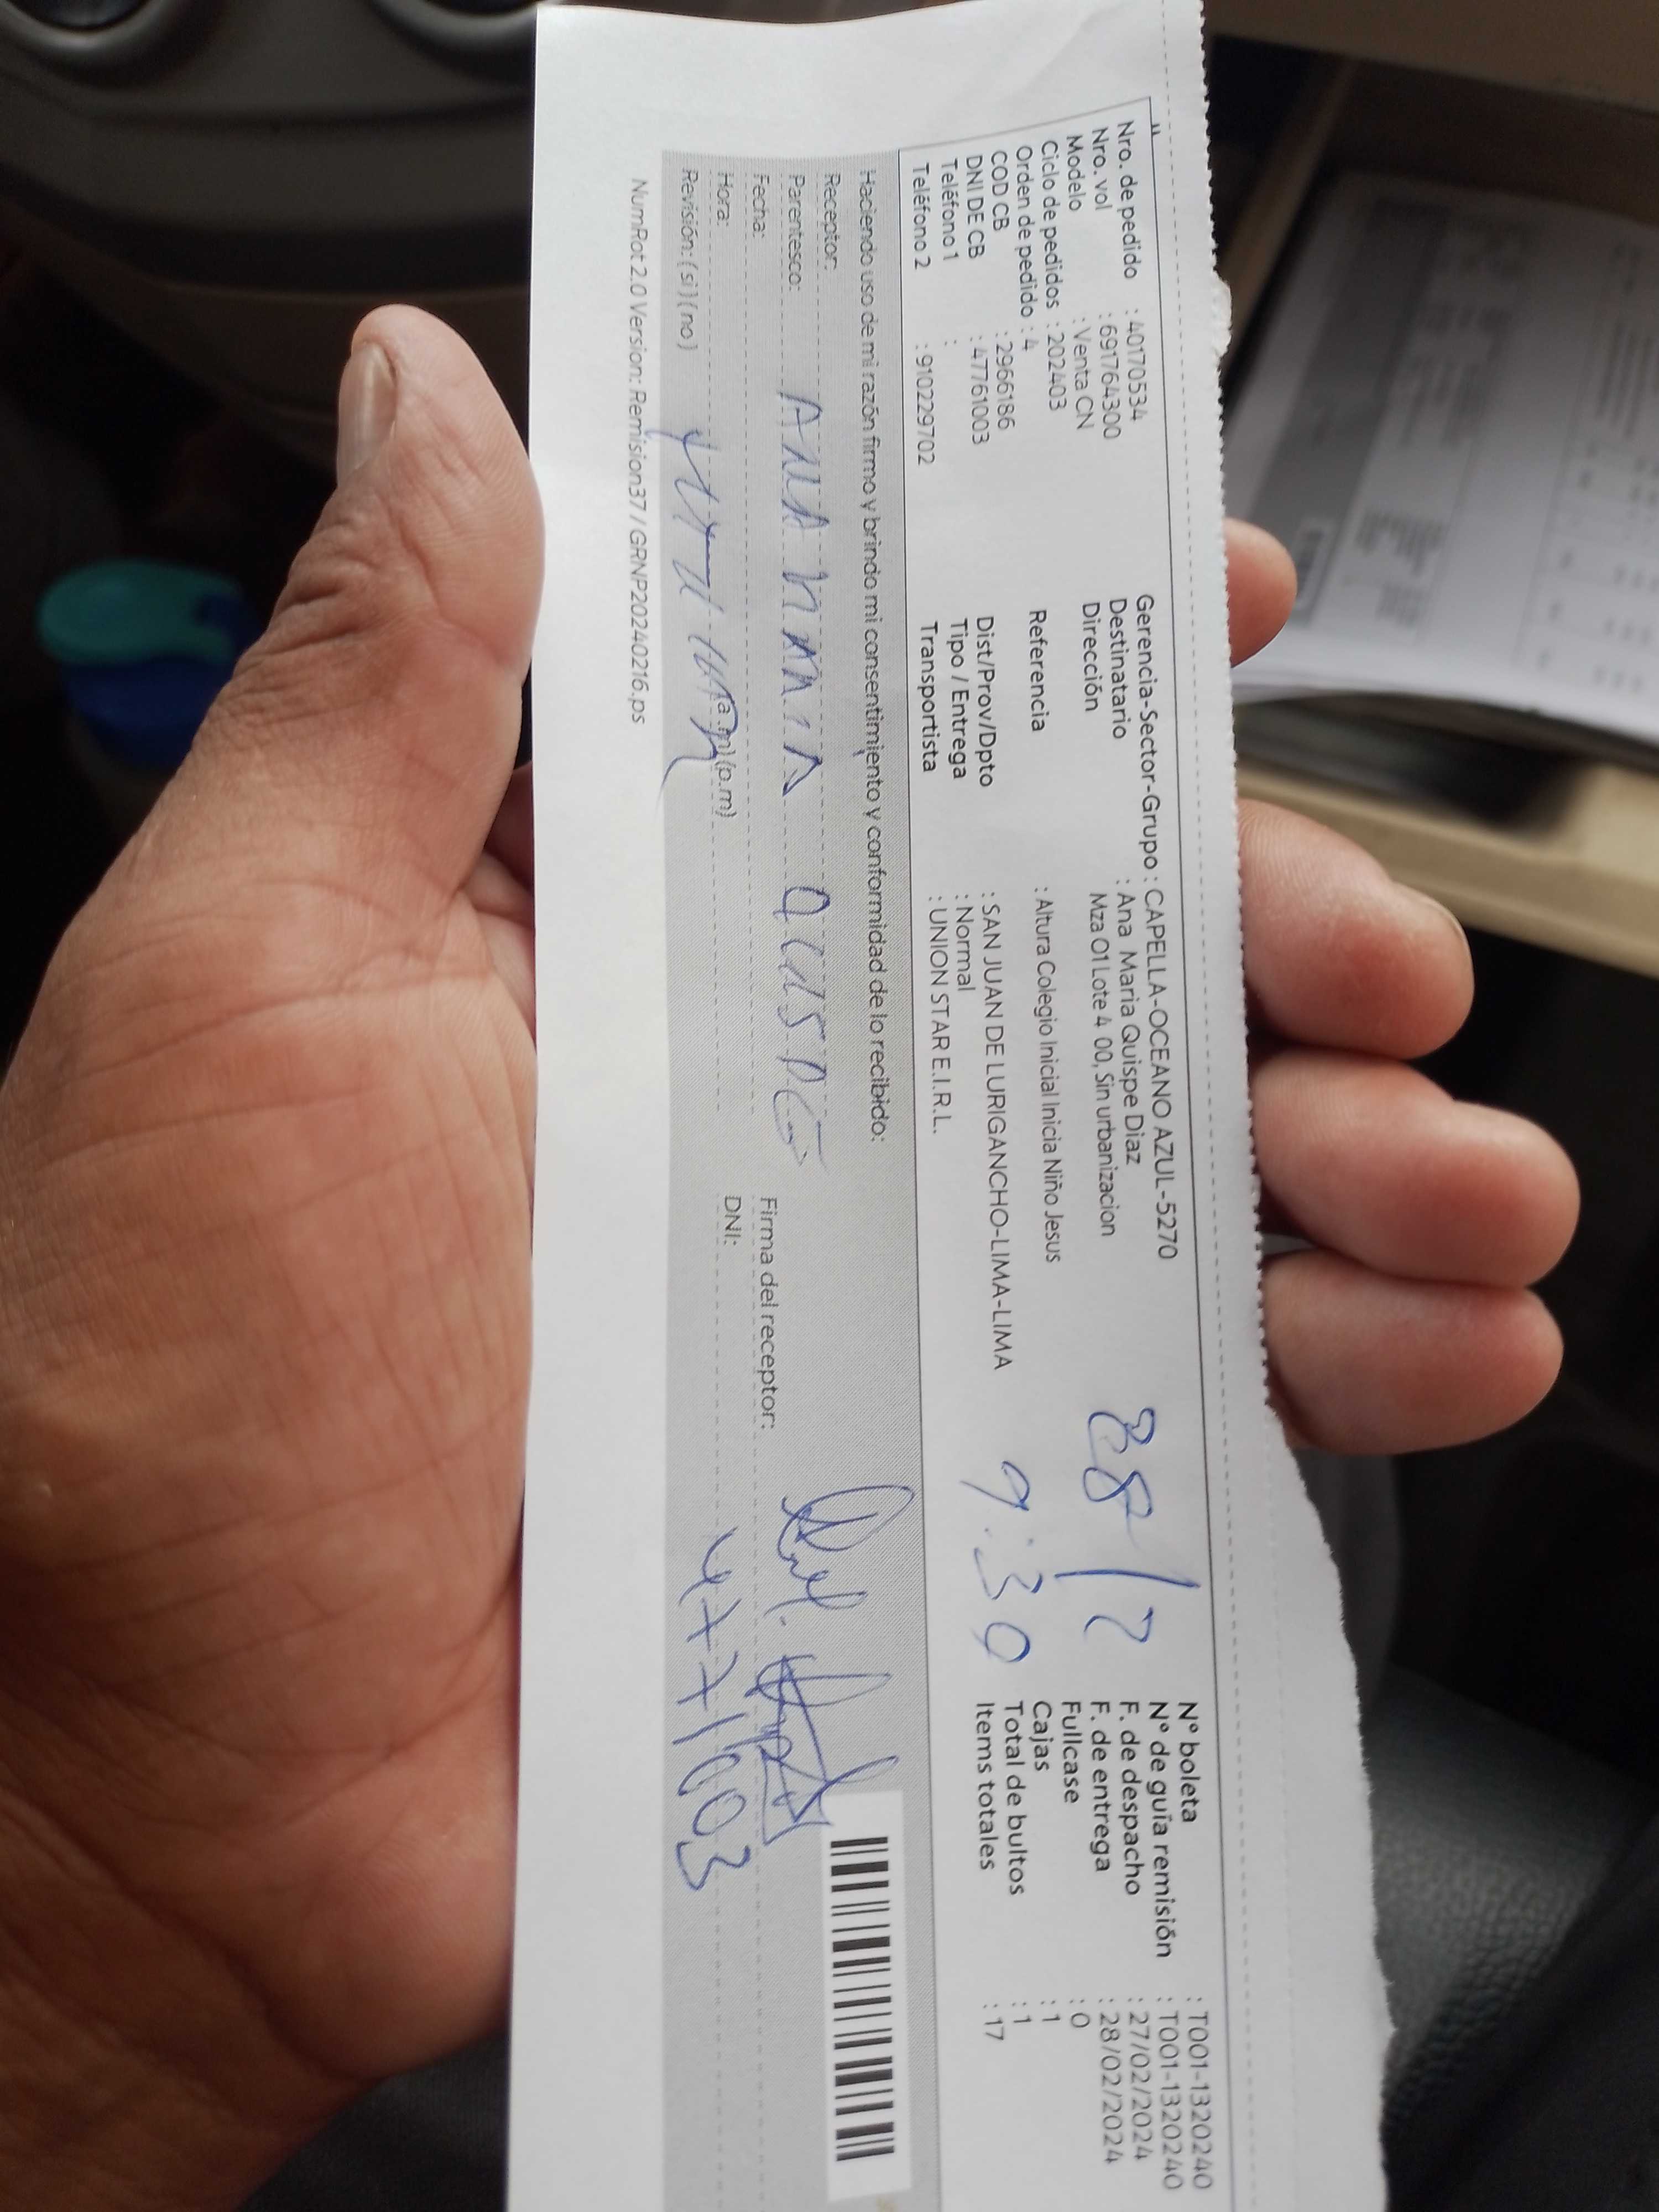 Nro. de pedido : 40170534
Nro. vol : 691764300
Modelo : Venta CN
Ciclo de pedidos : 202403
Orden de pedido : 4
COD CB : 2966186
DNI DE CB : 47761003
Teléfono 1 :
Teléfono 2 : 910229702
Gerencia-Sector-Grupo : CAPELLA-OCEANO AZUL-5270
Destinatario : Ana Maria Quispe Diaz
Dirección Mza O1 Lote 4 00, Sin urbanizacion
Referencia : Altura Colegio Inicial Inicia Niño Jesus
Dist/Prov/Dpto : SAN JUAN DE LURIGANCHO-LIMA-LIMA
Tipo / Entrega : Normal
Transportista : UNION STAR E.I.R.L.
28/2
9:30
N° boleta : T001-1320240
N° de guía remisión : T001-1320240
F. de despacho : 27/02/2024
F. de entrega : 28/02/2024
Fullcase : 0
Cajas : 1
Total de bultos : 1
Items totales : 17
Haciendo uso de mi razón firmo y brindo mi consentimiento y conformidad de lo recibido:
Receptor:
Parentesco:
Fecha:
Hora: (a.m) (p.m)
Revisión: ( si ) ( no )
Firma del receptor:
DNI:
NumRot 2.0 Version: Remision37 / GRNP20240216.ps